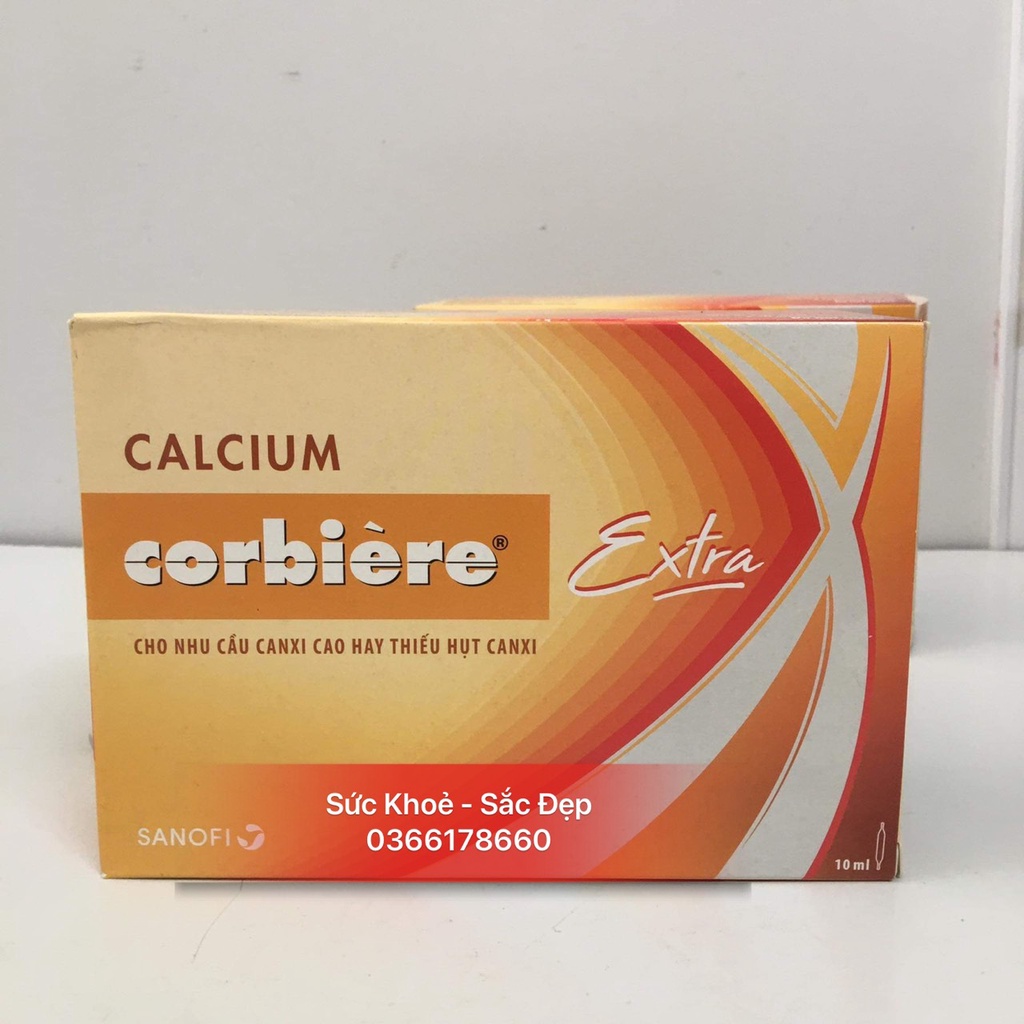 CALCIUM
corbière®
Extra
CHO NHU CẦU CANXI CAO HAY THIẾU HỤT CANXI
Sức Khoẻ - Sắc Đẹp
0366178660
SANOFI
10 ml